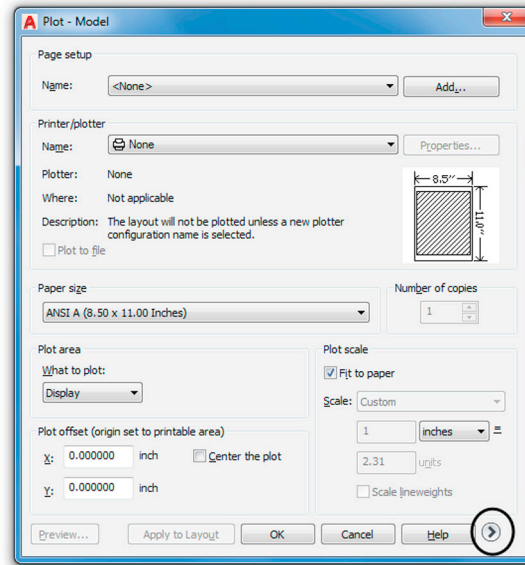 A Plot - Model
Page setup
Name: <None> Add...
Printer/plotter
Name: None Properties...
Plotter: None
Where: Not applicable
Description: The layout will not be plotted unless a new plotter
configuration name is selected.
Plot to file
8.5″
11.0″
Paper size
ANSI A (8.50 x 11.00 Inches)
Number of copies
1
Plot area
What to plot:
Display
Plot scale
Fit to paper
Scale: Custom
1 inches =
2.31 units
Scale lineweights
Plot offset (origin set to printable area)
X: 0.000000 inch Center the plot
Y: 0.000000 inch
Preview... Apply to Layout OK Cancel Help